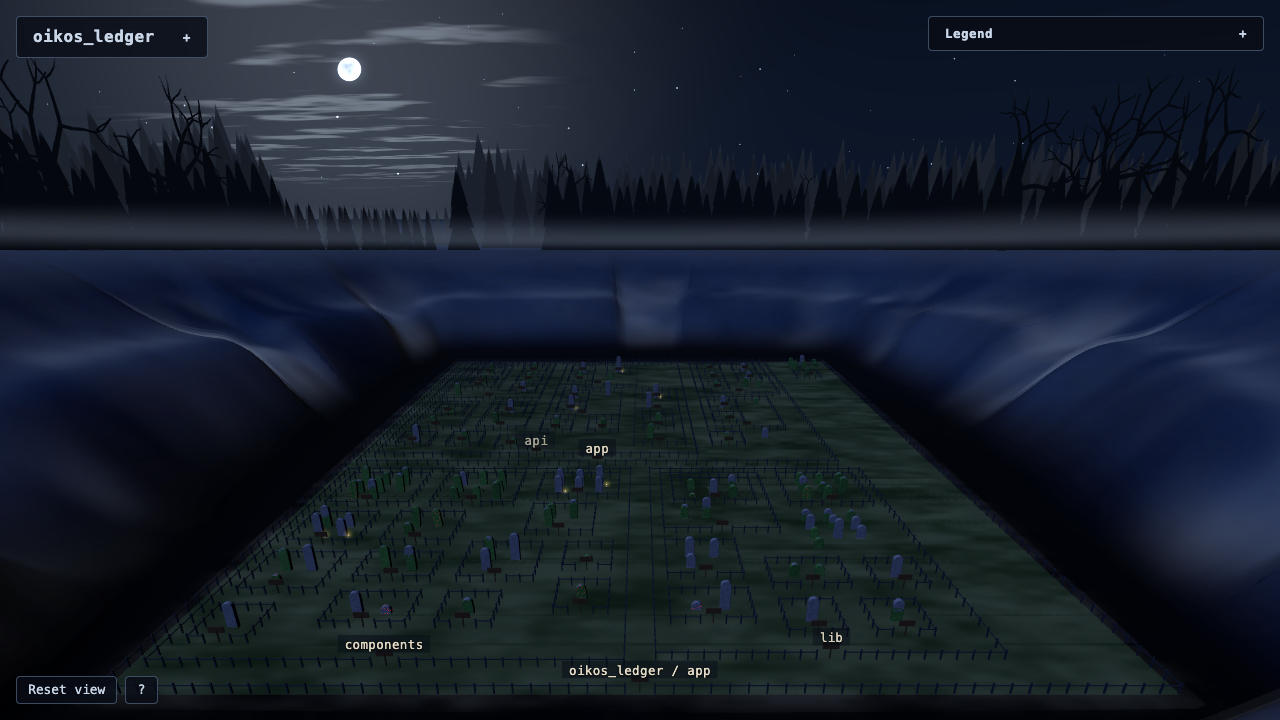 oikos_ledger +
Legend +
api
app
components
lib
oikos_ledger / app
Reset view ?